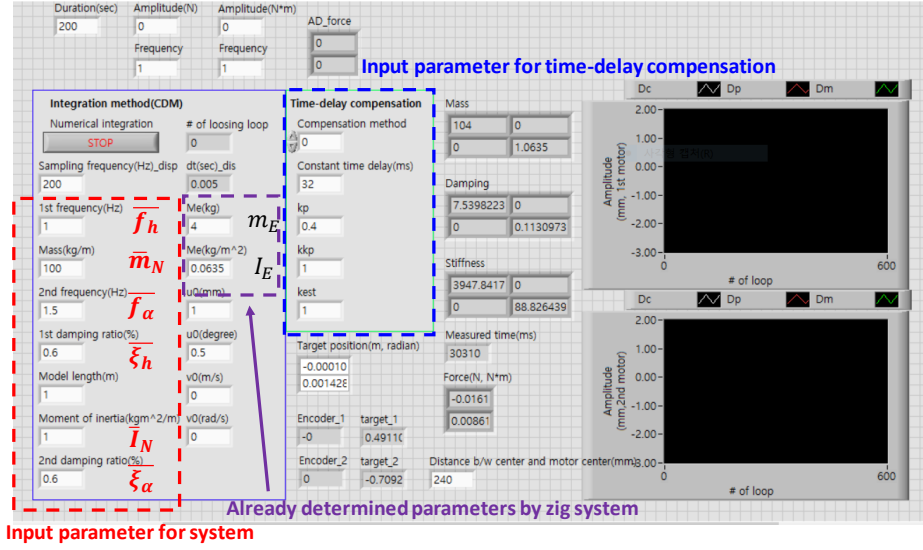 Duration(sec) Amplitude(N) Amplitude(N*m)
200 0 0
AD_force
0
0
Frequency Frequency
1 1
Input parameter for time-delay compensation
Integration method(CDM)
Numerical integration # of loosing loop
STOP 0
Sampling frequency(Hz)_disp dt(sec)_dis
200 0.005
1st frequency(Hz) Me(kg)
1 f_h 4 m_E
Mass(kg/m) Me(kg/m^2)
100 m̅_N 0.0635 I_E
2nd frequency(Hz) u0(mm)
1.5 f_α 1
1st damping ratio(%) u0(degree)
0.6 ξ_h 0.5
Model length(m) v0(m/s)
1 0
Moment of inertia(kgm^2/m) v0(rad/s)
1 I̅_N 0
2nd damping ratio(%)
0.6 ξ_α
Time-delay compensation
Compensation method
0
Constant time delay(ms)
32
kp
0.4
kkp
1
kest
1
Target position(m, radian)
-0.00010
0.001428
Encoder_1 target_1
-0 0.49110
Encoder_2 target_2
0 -0.7092
Mass
104 0
0 1.0635
Damping
7.5398223 0
0 0.1130973
Stiffness
3947.8417 0
0 88.826439
Measured time(ms)
30310
Force(N, N*m)
-0.0161
0.00861
Distance b/w center and motor center(mm)
240
Dc Dp Dm
2.00
1.00
0
-1.00
-2.00
-3.00
Amplitude
(mm, 1st motor)
0 600
# of loop
Dc Dp Dm
2.00
0.00
-1.00
3.00
Amplitude
(mm,2nd motor)
0 600
# of loop
Already determined parameters by zig system
Input parameter for system